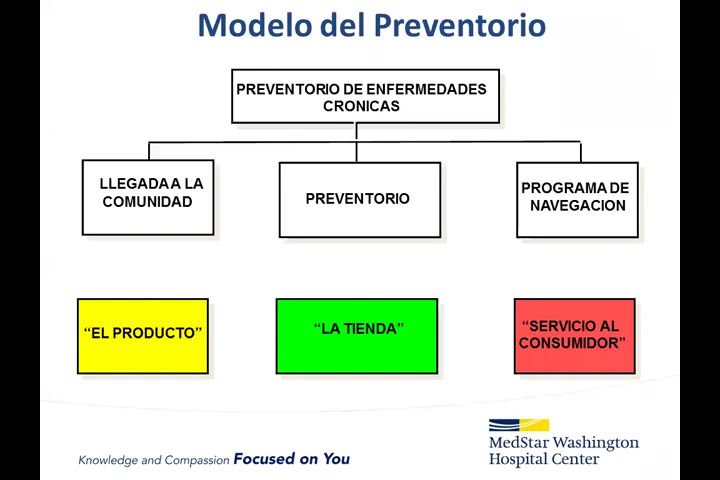 Modelo del Preventorio
PREVENTORIO DE ENFERMEDADES
CRONICAS
LLEGADA A LA
COMUNIDAD
PREVENTORIO
PROGRAMA DE
NAVEGACION
“EL PRODUCTO”
“LA TIENDA”
“SERVICIO AL
CONSUMIDOR”
Knowledge and Compassion Focused on You
MedStar Washington
Hospital Center